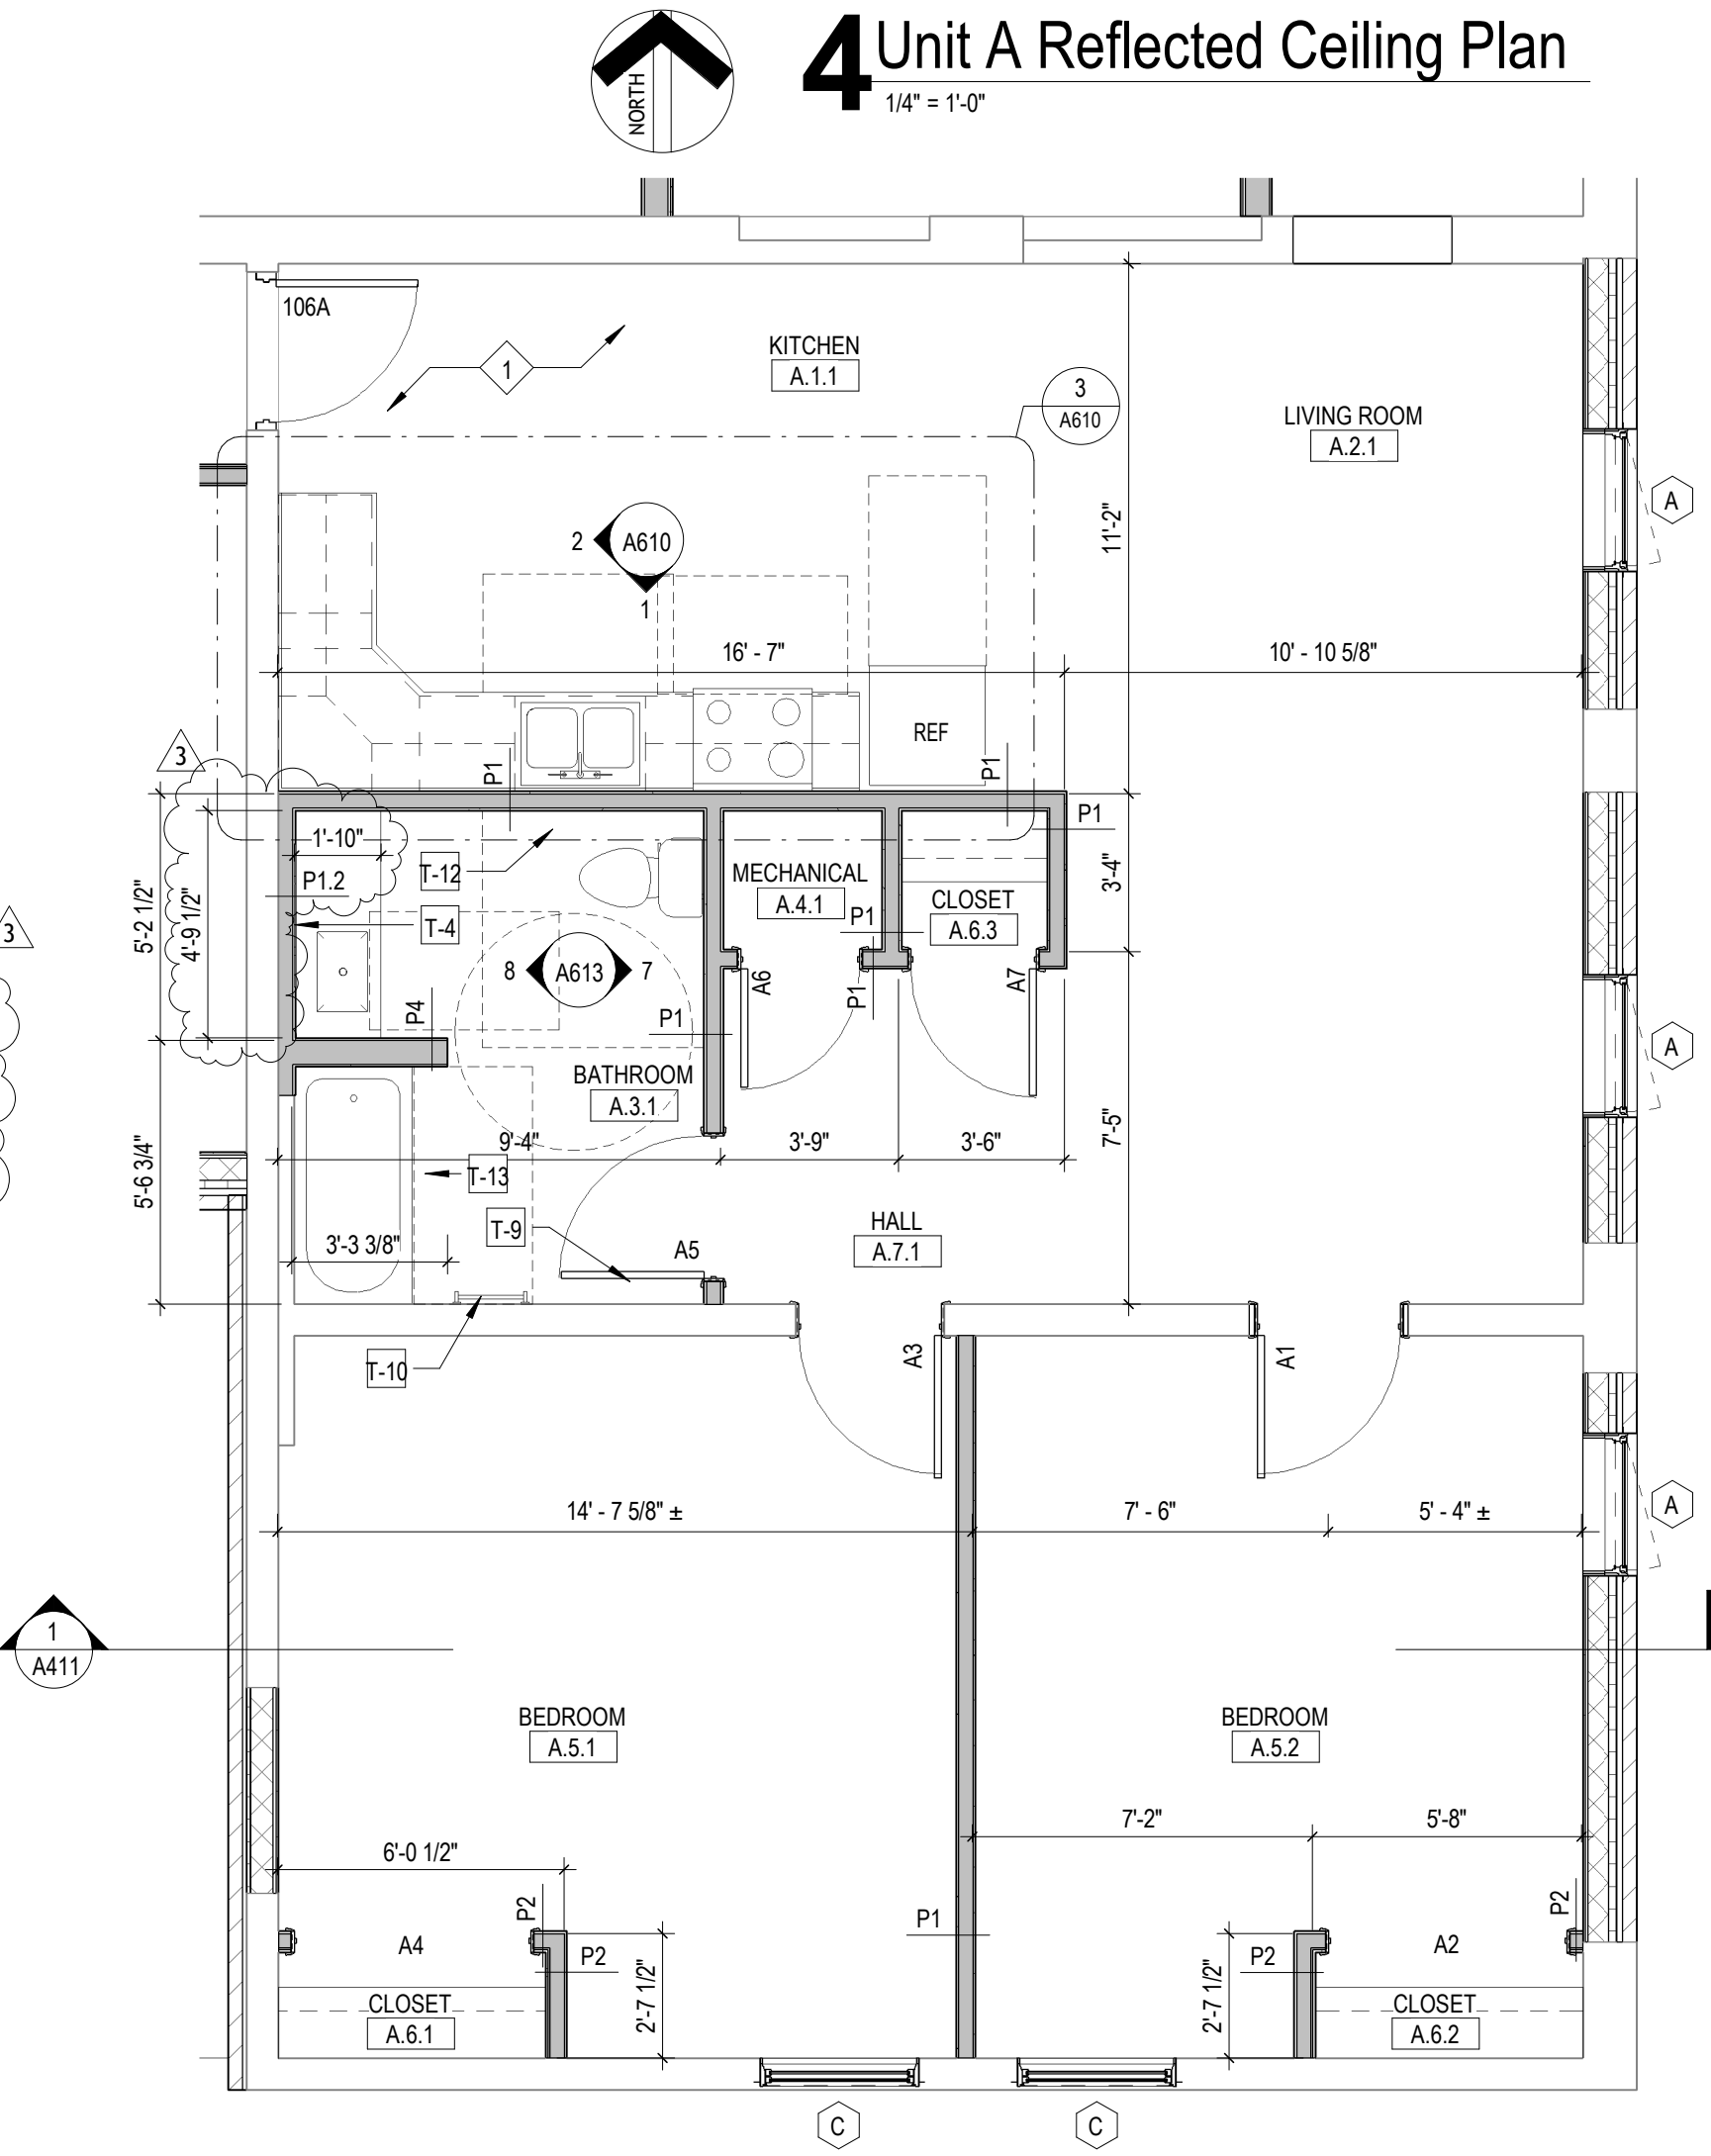 NORTH
4 Unit A Reflected Ceiling Plan
1/4" = 1'-0"
106A
1
KITCHEN
A.1.1
3
A610
LIVING ROOM
A.2.1
A
11'-2"
2
A610
1
16' - 7"
10' - 10 5/8"
REF
3
P1
P1
P1
1'-10"
T-12
MECHANICAL
A.4.1
3'-4"
P1.2
CLOSET
A.6.3
P1
T-4
5'-2 1/2"
4'-9 1/2"
3
8
A613
7
A6
A7
P1
P4
P1
A
BATHROOM
A.3.1
9'-4"
3'-9"
3'-6"
7'-5"
5'-6 3/4"
T-13
T-9
HALL
A.7.1
3'-3 3/8"
A5
T-10
A3
A1
14' - 7 5/8" ±
7' - 6"
5' - 4" ±
A
1
A411
BEDROOM
A.5.1
BEDROOM
A.5.2
7'-2"
5'-8"
6'-0 1/2"
P2
P2
P1
A4
A2
P2
P2
2'-7 1/2"
2'-7 1/2"
CLOSET
A.6.1
CLOSET
A.6.2
C
C